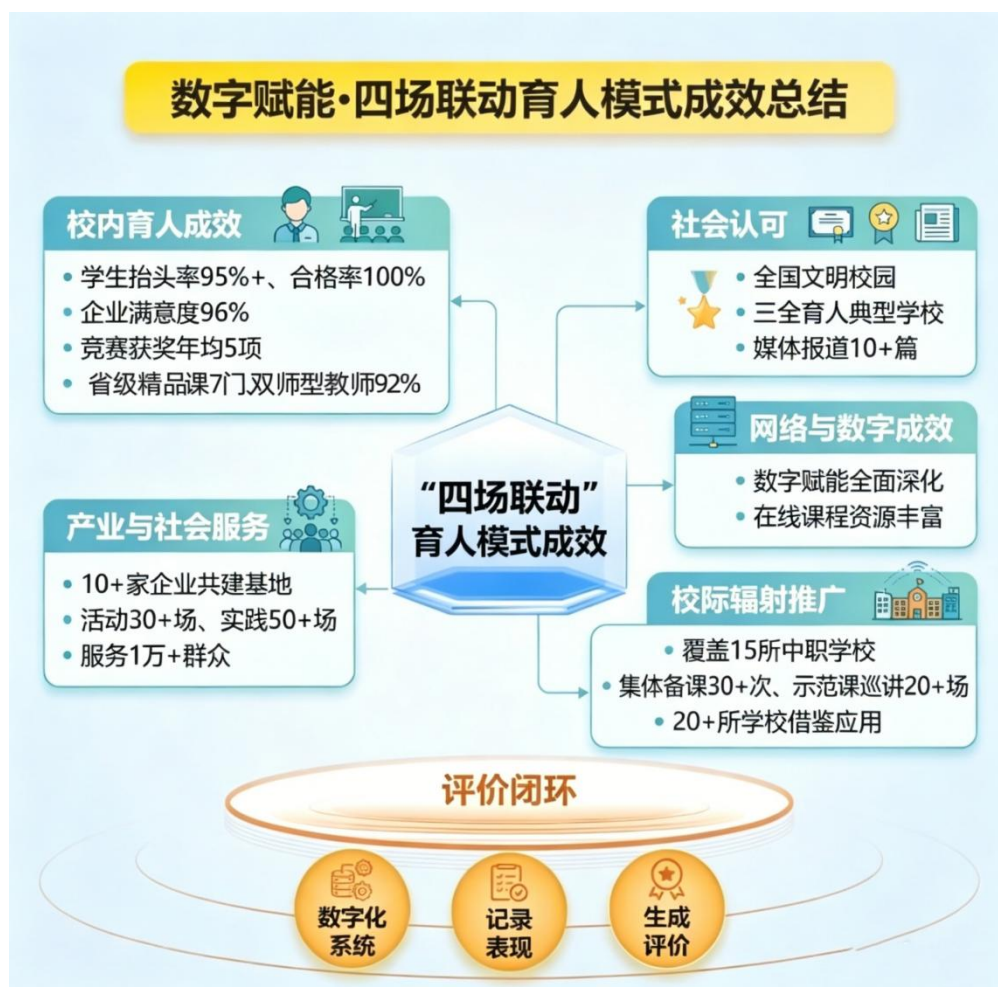 数字赋能·四场联动育人模式成效总结
校内育人成效
• 学生抬头率95%+、合格率100%
• 企业满意度96%
• 竞赛获奖年均5项
• 省级精品课7门,双师型教师92%
社会认可
• 全国文明校园
• 三全育人典型学校
• 媒体报道10+篇
“四场联动”
育人模式成效
网络与数字成效
• 数字赋能全面深化
• 在线课程资源丰富
产业与社会服务
• 10+家企业共建基地
• 活动30+场、实践50+场
• 服务1万+群众
校际辐射推广
• 覆盖15所中职学校
• 集体备课30+次、示范课巡讲20+场
• 20+所学校借鉴应用
评价闭环
数字化
系统
记录
表现
生成
评价